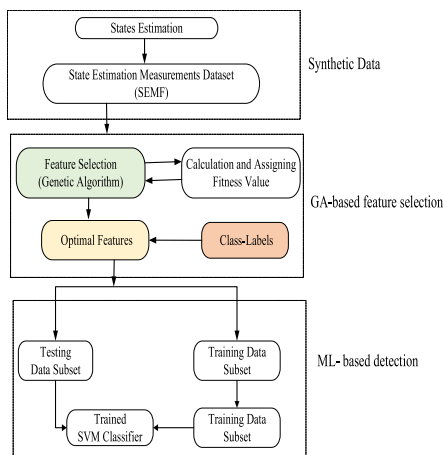 States Estimation
State Estimation Measurements Dataset
(SEMF)
Synthetic Data
Feature Selection
(Genetic Algorithm)
Calculation and Assigning
Fitness Value
GA-based feature selection
Optimal Features
Class-Labels
Testing
Data Subset
Training Data
Subset
ML- based detection
Trained
SVM Classifier
Training Data
Subset